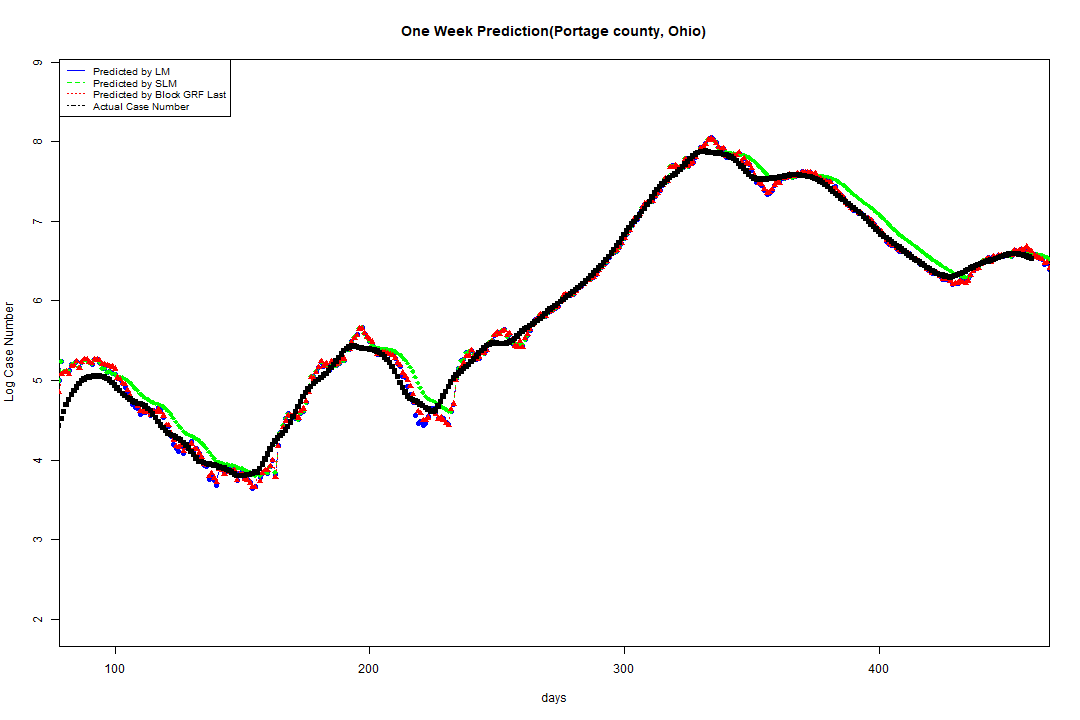 One Week Prediction(Portage county, Ohio)
Predicted by LM
Predicted by SLM
Predicted by Block GRF Last
Actual Case Number
9
8
7
6
5
4
3
2
Log Case Number
100 200 300 400
days